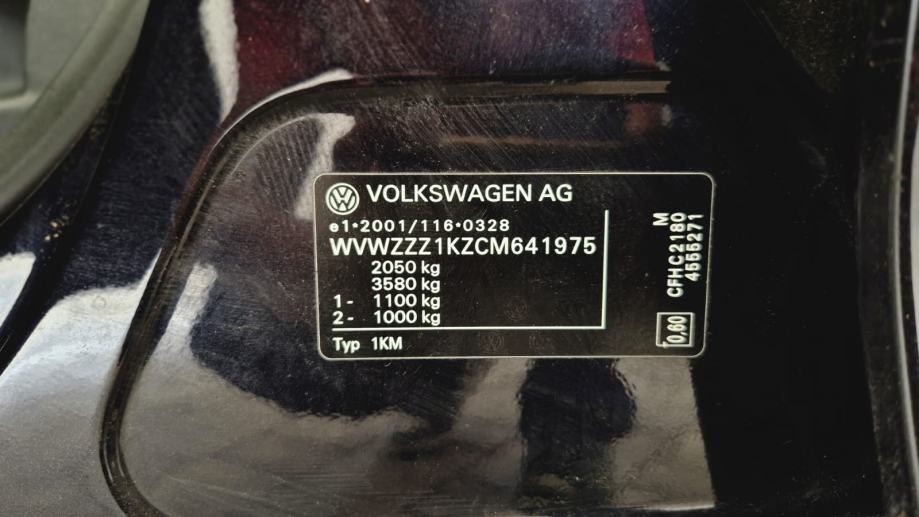 VOLKSWAGEN AG
e1•2001/116•0328
WVWZZZ1KZCM641975
2050 kg
3580 kg
1- 1100 kg
2- 1000 kg
Typ 1KM
M
CFHC2180
4555271
0,60